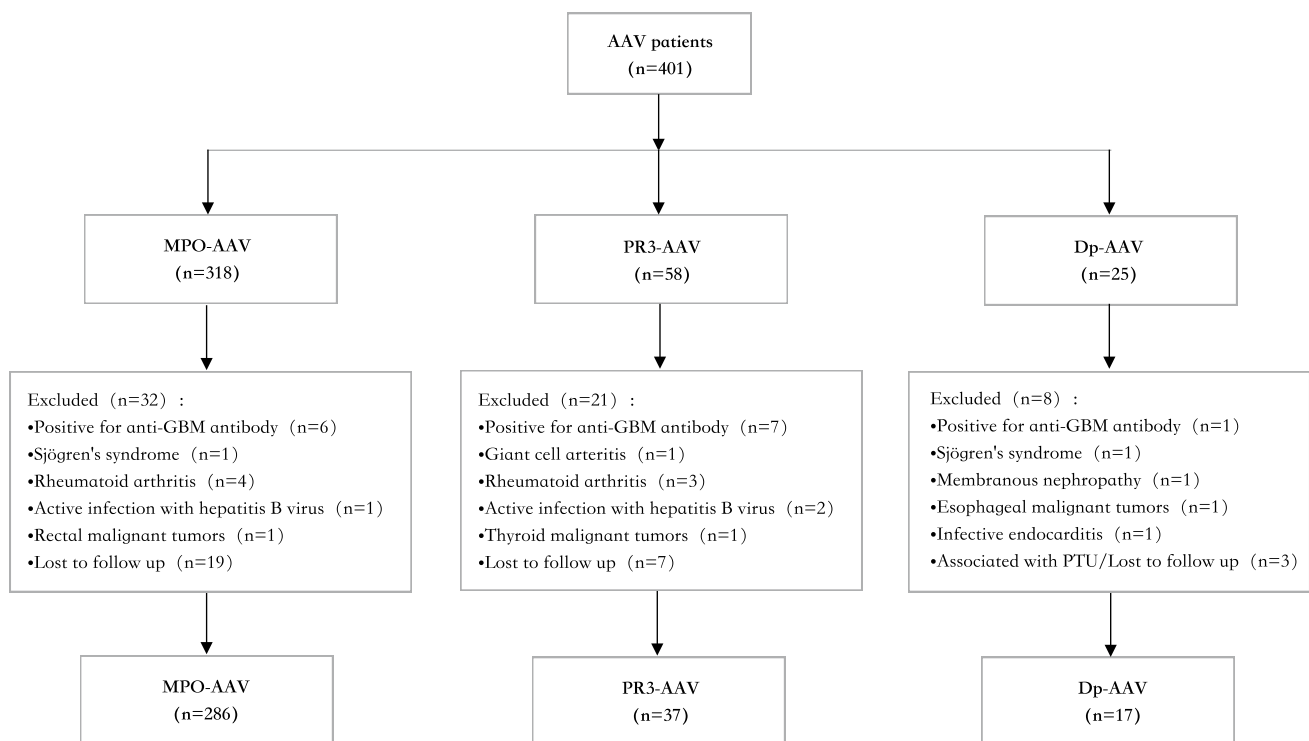 AAV patients
(n=401)
MPO-AAV
(n=318)
PR3-AAV
(n=58)
Dp-AAV
(n=25)
Excluded (n=32) :
•Positive for anti-GBM antibody (n=6)
•Sjögren's syndrome (n=1)
•Rheumatoid arthritis (n=4)
•Active infection with hepatitis B virus (n=1)
•Rectal malignant tumors (n=1)
•Lost to follow up (n=19)
Excluded (n=21) :
•Positive for anti-GBM antibody (n=7)
•Giant cell arteritis (n=1)
•Rheumatoid arthritis (n=3)
•Active infection with hepatitis B virus (n=2)
•Thyroid malignant tumors (n=1)
•Lost to follow up (n=7)
Excluded (n=8) :
•Positive for anti-GBM antibody (n=1)
•Sjögren's syndrome (n=1)
•Membranous nephropathy (n=1)
•Esophageal malignant tumors (n=1)
•Infective endocarditis (n=1)
•Associated with PTU/Lost to follow up (n=3)
MPO-AAV
(n=286)
PR3-AAV
(n=37)
Dp-AAV
(n=17)